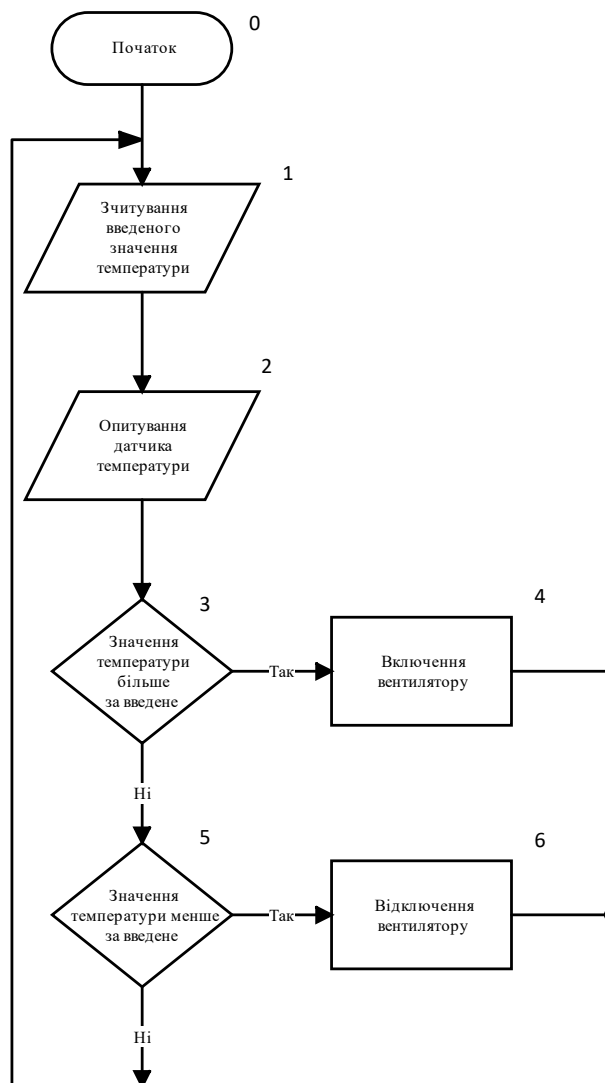 0
Початок
1
Зчитування
введеного
значення
температури
2
Опитування
датчика
температури
3
Значення
температури
більше
за введене
Так
4
Включення
вентилятору
Ні
5
Значення
температури менше
за введене
Так
6
Відключення
вентилятору
Ні